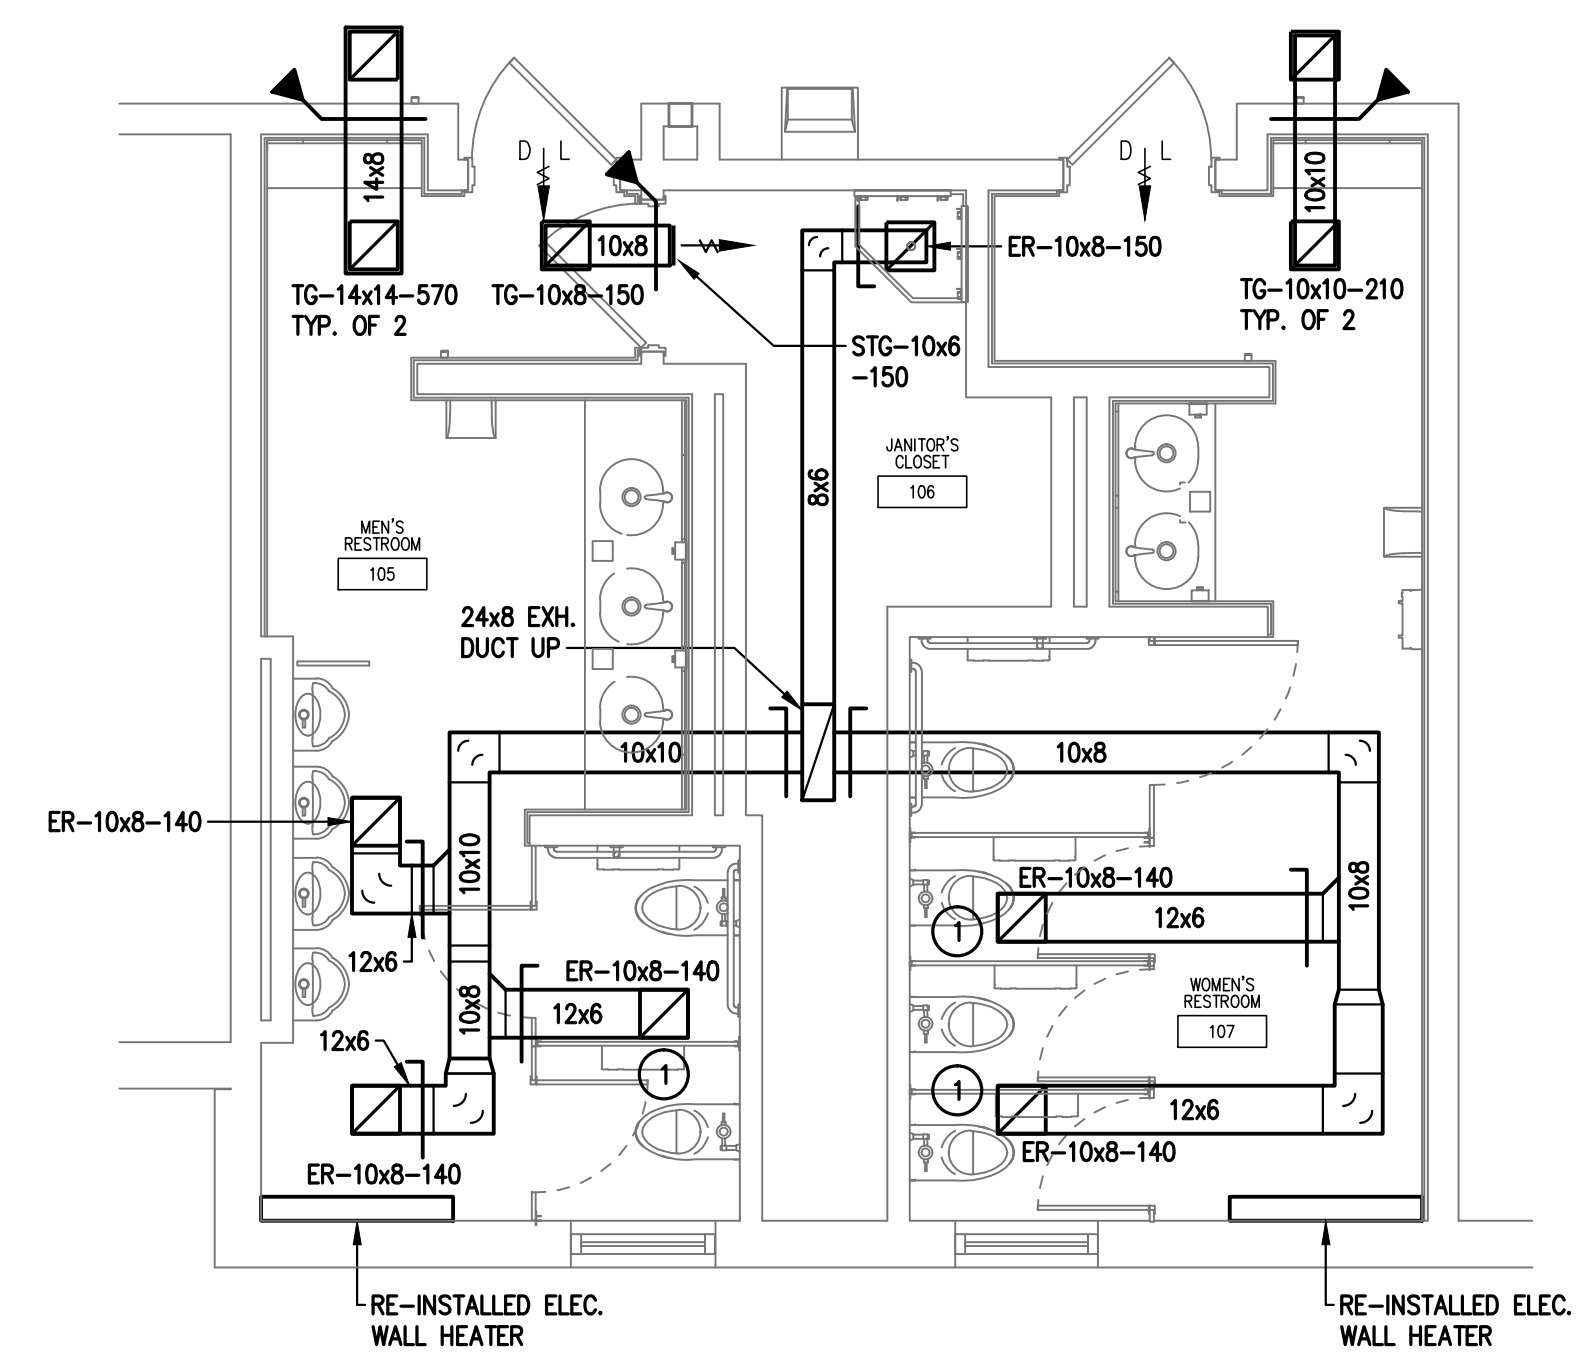 D L
D L
14x8
10x8
10x10
ER-10x8-150
TG-14x14-570
TYP. OF 2
TG-10x8-150
TG-10x10-210
TYP. OF 2
STG-10x6
-150
JANITOR'S
CLOSET
106
8x6
MEN'S
RESTROOM
105
24x8 EXH.
DUCT UP
10x10
10x8
ER-10x8-140
10x10
10x8
ER-10x8-140
12x6
1
12x6
ER-10x8-140
10x8
12x6
WOMEN'S
RESTROOM
107
12x6
1
1
12x6
ER-10x8-140
ER-10x8-140
RE-INSTALLED ELEC.
WALL HEATER
RE-INSTALLED ELEC.
WALL HEATER